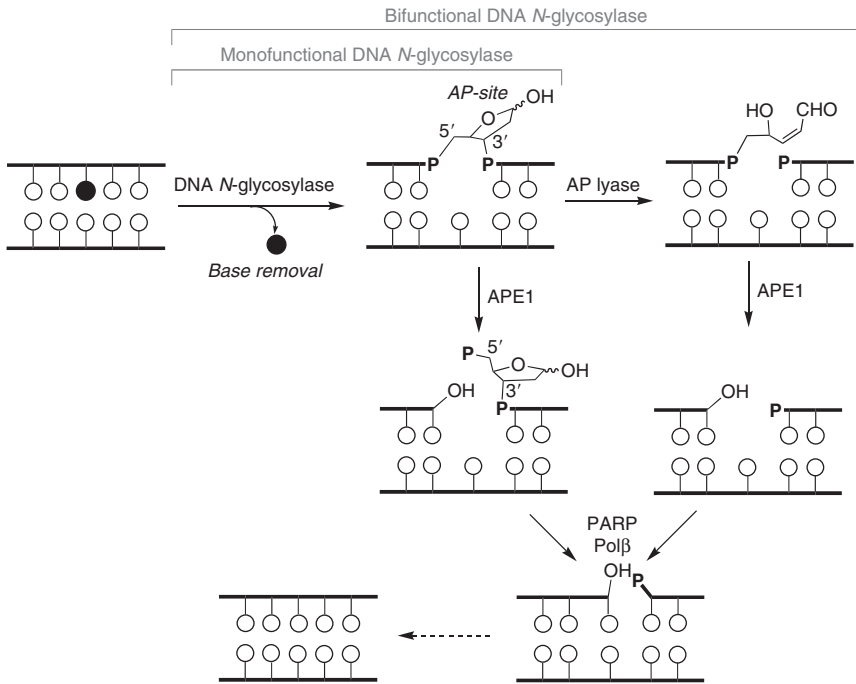 Bifunctional DNA N-glycosylase
Monofunctional DNA N-glycosylase
AP-site
OH
O
5′
3′
P
P
HO
CHO
P
P
DNA N-glycosylase
AP lyase
Base removal
APE1
APE1
P
5′
O
OH
3′
OH
P
OH
P
PARP
Polβ
OH
P